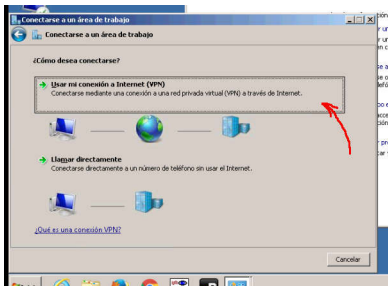 Conectarse a un área de trabajo
Conectarse a un área de trabajo
¿Cómo desea conectarse?
Usar mi conexión a Internet (VPN)
Conectarse mediante una conexión a una red privada virtual (VPN) a través de Internet.
Llamar directamente
Conectarse directamente a un número de teléfono sin usar el Internet.
¿Qué es una conexión VPN?
Cancelar